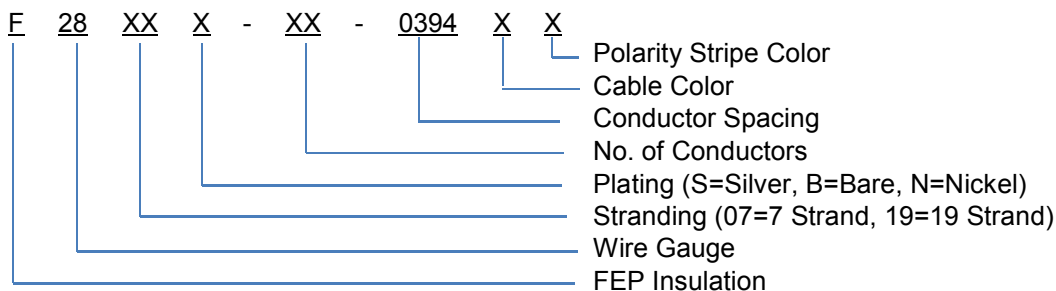 F 28 XX X - XX - 0394 X X
Polarity Stripe Color
Cable Color
Conductor Spacing
No. of Conductors
Plating (S=Silver, B=Bare, N=Nickel)
Stranding (07=7 Strand, 19=19 Strand)
Wire Gauge
FEP Insulation